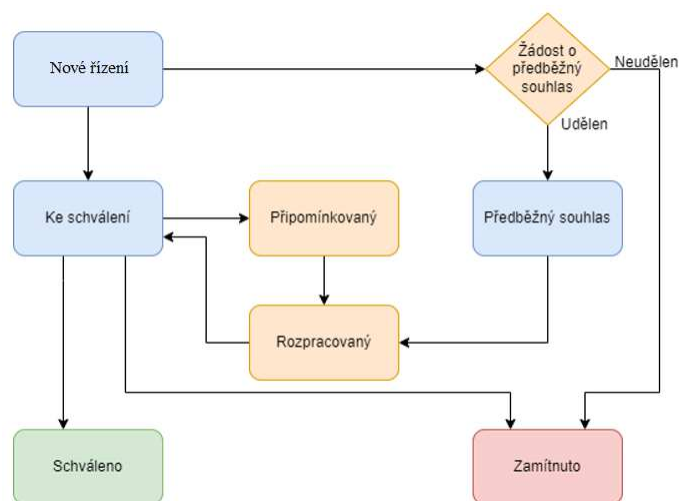 Nové řízení
Žádost o
předběžný
souhlas
Neudělen
Udělen
Ke schválení
Připomínkovaný
Předběžný souhlas
Rozpracovaný
Schváleno
Zamítnuto